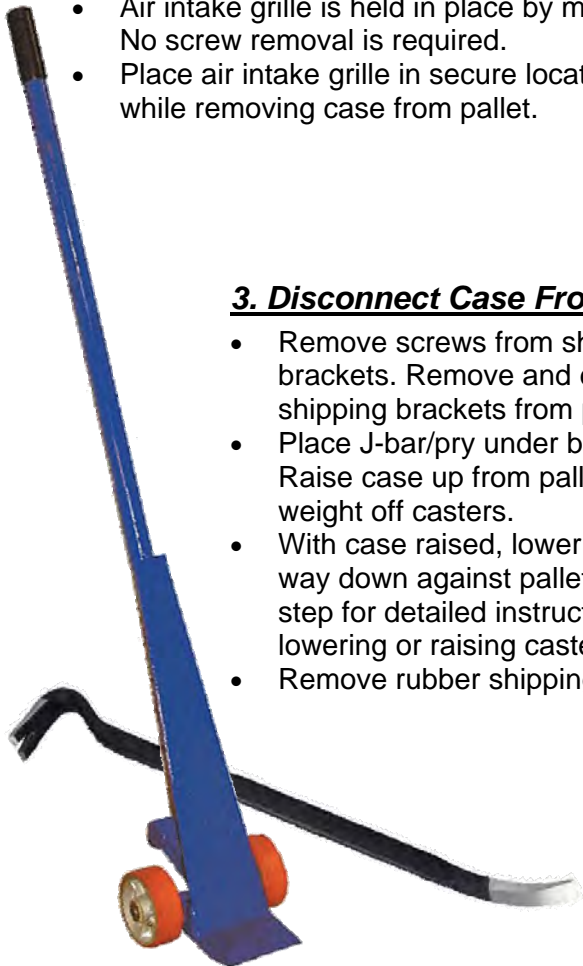 • Air intake grille is held in place by m
No screw removal is required.
• Place air intake grille in secure locat
while removing case from pallet.
3. Disconnect Case Fro
• Remove screws from sh
brackets. Remove and
shipping brackets from p
• Place J-bar/pry under b
Raise case up from pall
weight off casters.
• With case raised, lower
way down against pallet
step for detailed instruct
lowering or raising caste
• Remove rubber shipping